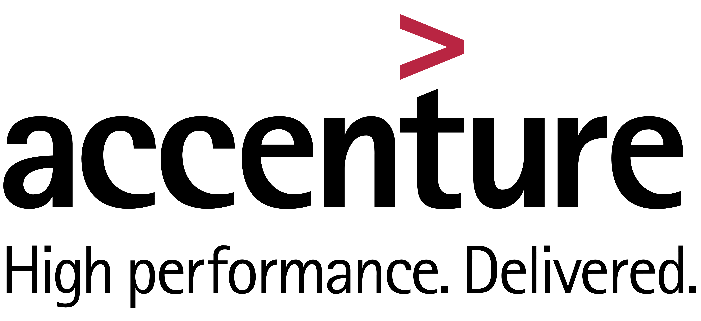 >
accenture
High performance. Delivered.